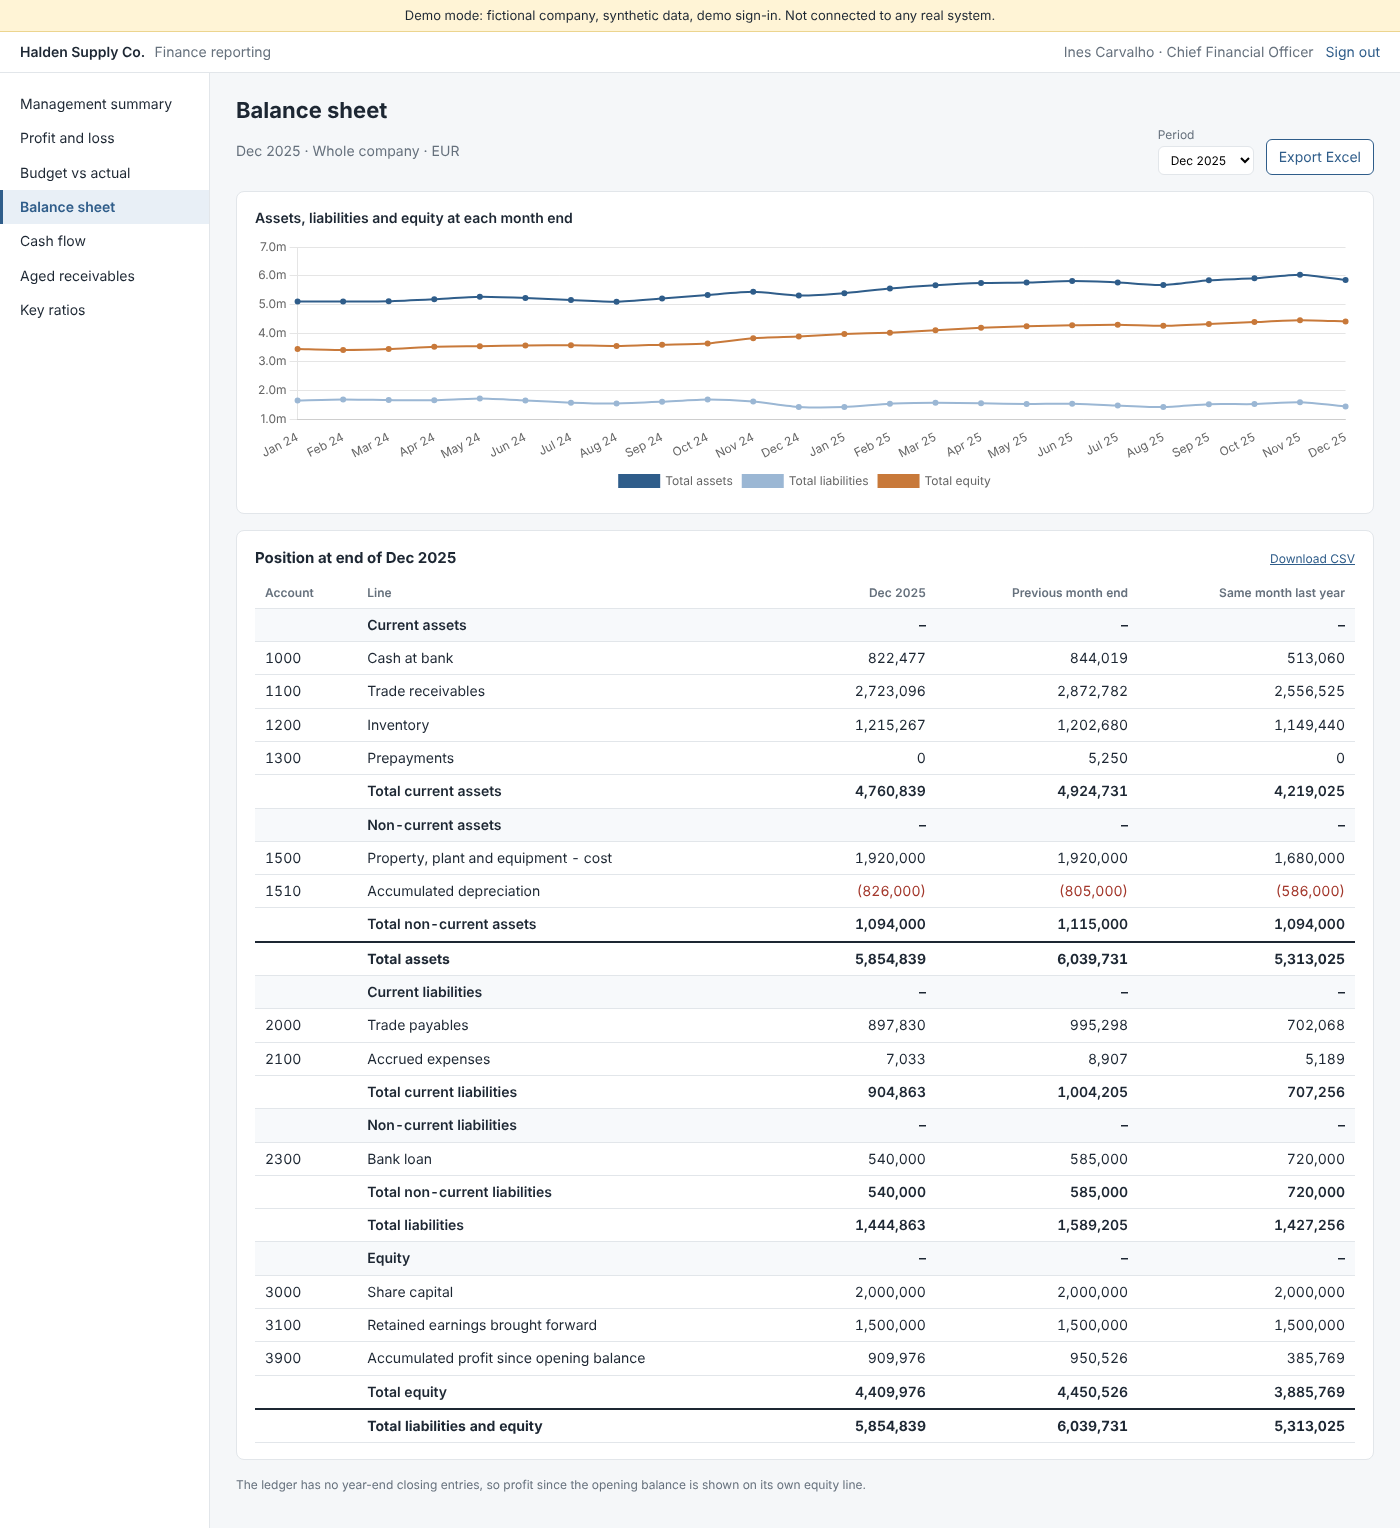 Demo mode: fictional company, synthetic data, demo sign-in. Not connected to any real system.
Halden Supply Co. Finance reporting
Ines Carvalho · Chief Financial Officer Sign out
Management summary
Profit and loss
Budget vs actual
Balance sheet
Cash flow
Aged receivables
Key ratios
Balance sheet
Dec 2025 · Whole company · EUR
Period
Dec 2025
Export Excel
Assets, liabilities and equity at each month end
7.0m
6.0m
5.0m
4.0m
3.0m
2.0m
1.0m
Jan 24 Feb 24 Mar 24 Apr 24 May 24 Jun 24 Jul 24 Aug 24 Sep 24 Oct 24 Nov 24 Dec 24 Jan 25 Feb 25 Mar 25 Apr 25 May 25 Jun 25 Jul 25 Aug 25 Sep 25 Oct 25 Nov 25 Dec 25
Total assets Total liabilities Total equity
Position at end of Dec 2025
Download CSV
Account Line Dec 2025 Previous month end Same month last year
Current assets – – –
1000 Cash at bank 822,477 844,019 513,060
1100 Trade receivables 2,723,096 2,872,782 2,556,525
1200 Inventory 1,215,267 1,202,680 1,149,440
1300 Prepayments 0 5,250 0
Total current assets 4,760,839 4,924,731 4,219,025
Non-current assets – – –
1500 Property, plant and equipment - cost 1,920,000 1,920,000 1,680,000
1510 Accumulated depreciation (826,000) (805,000) (586,000)
Total non-current assets 1,094,000 1,115,000 1,094,000
Total assets 5,854,839 6,039,731 5,313,025
Current liabilities – – –
2000 Trade payables 897,830 995,298 702,068
2100 Accrued expenses 7,033 8,907 5,189
Total current liabilities 904,863 1,004,205 707,256
Non-current liabilities – – –
2300 Bank loan 540,000 585,000 720,000
Total non-current liabilities 540,000 585,000 720,000
Total liabilities 1,444,863 1,589,205 1,427,256
Equity – – –
3000 Share capital 2,000,000 2,000,000 2,000,000
3100 Retained earnings brought forward 1,500,000 1,500,000 1,500,000
3900 Accumulated profit since opening balance 909,976 950,526 385,769
Total equity 4,409,976 4,450,526 3,885,769
Total liabilities and equity 5,854,839 6,039,731 5,313,025
The ledger has no year-end closing entries, so profit since the opening balance is shown on its own equity line.